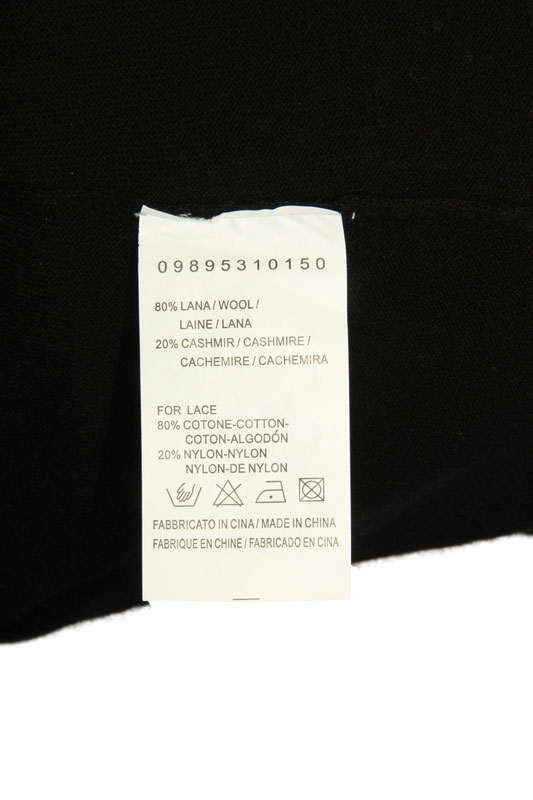 09895310150
80% LANA / WOOL /
LAINE / LANA
20% CASHMIR / CASHMIRE /
CACHEMIRE / CACHEMIRA
FOR LACE
80% COTONE-COTTON-
COTON-ALGODÓN
20% NYLON-NYLON
NYLON-DE NYLON
FABBRICATO IN CINA / MADE IN CHINA
FABRIQUE EN CHINE / FABRICADO EN CINA